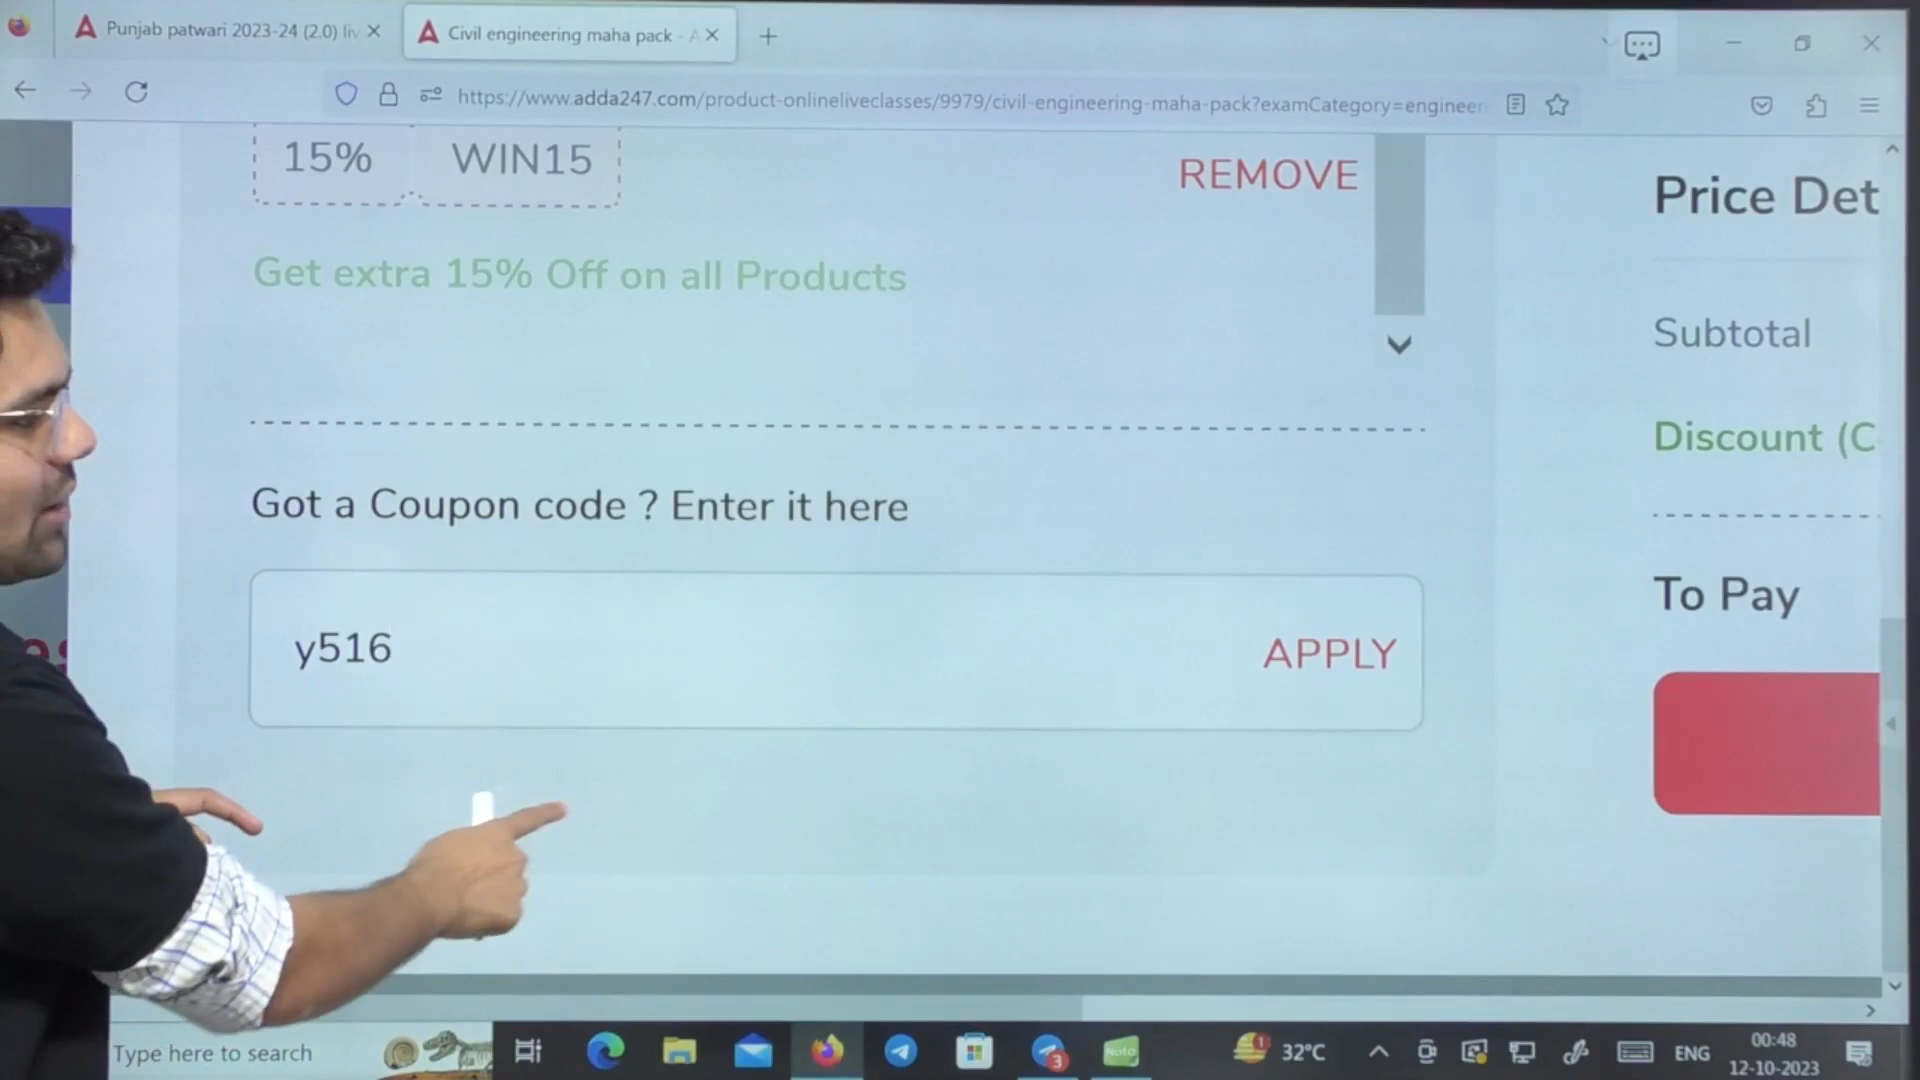 Punjab patwari 2023-24 (2.0) liv
Civil engineering maha pack - A
https://www.adda247.com/product-onlineliveclasses/9979/civil-engineering-maha-pack?examCategory=engineer
15% WIN15
REMOVE
Get extra 15% Off on all Products
Got a Coupon code ? Enter it here
y516
APPLY
Price Det
Subtotal
Discount (C
To Pay
Type here to search
3
Note
1
32°C
ENG
00:48
12-10-2023